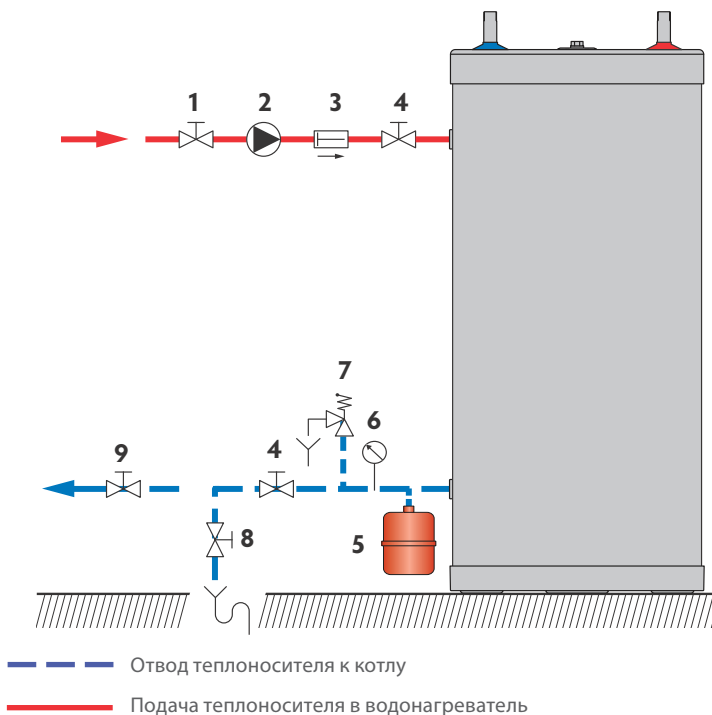 1 2 3 4
7
6
9 4
8 5
Отвод теплоносителя к котлу
Подача теплоносителя в водонагреватель